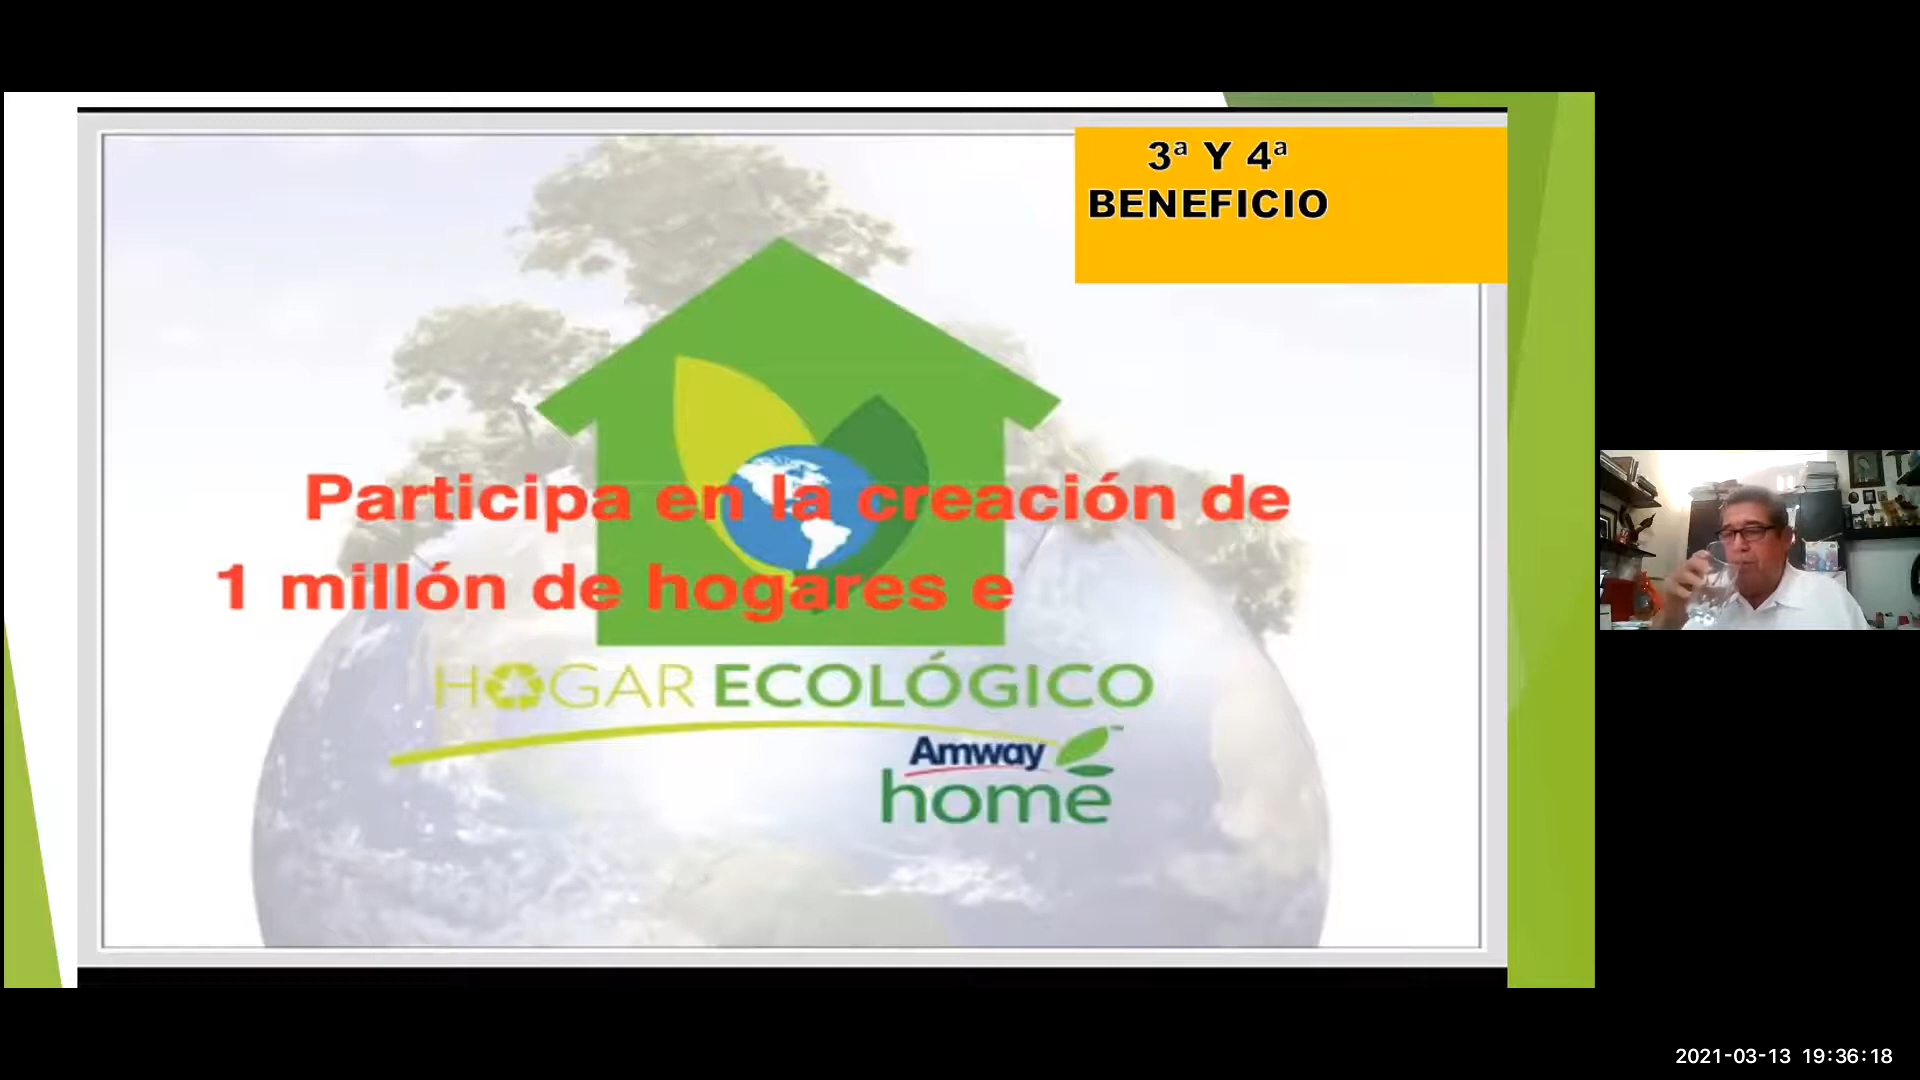 3ª Y 4ª
BENEFICIO
Participa en la creación de
1 millón de hogares e
HOGAR ECOLÓGICO
Amway
home™
2021-03-13 19:36:18